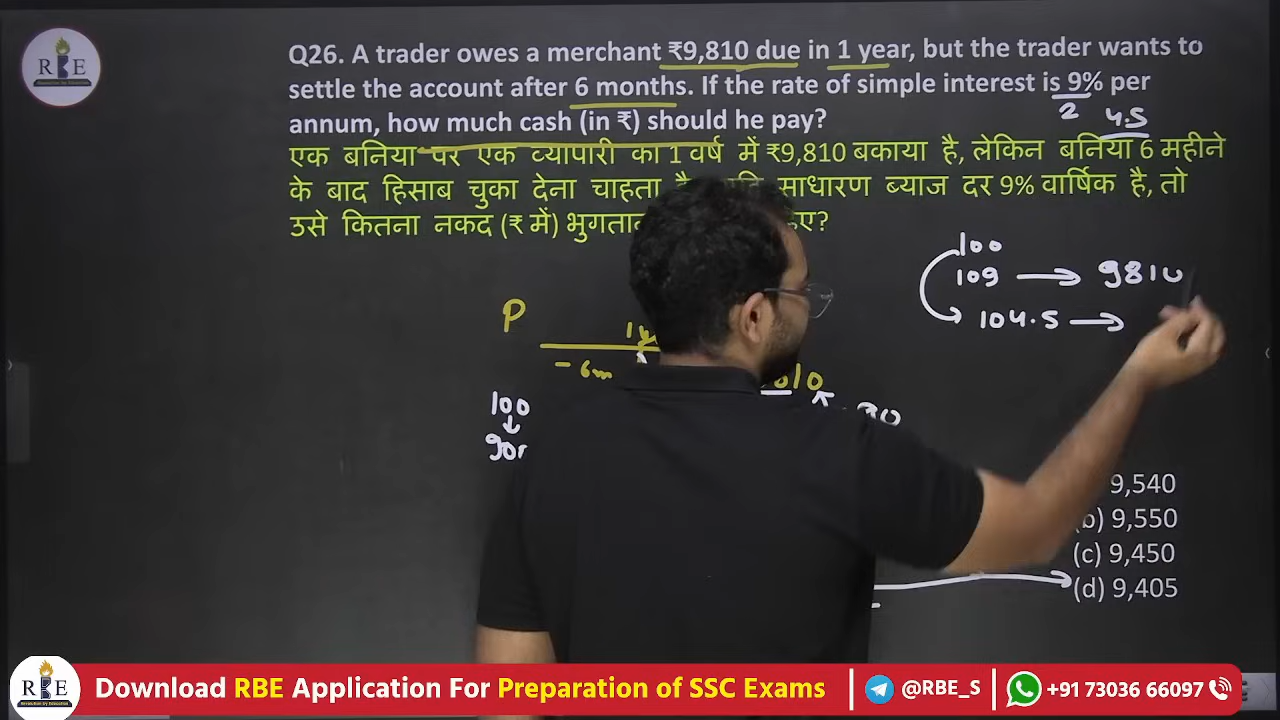 Q26. A trader owes a merchant ₹9,810 due in 1 year, but the trader wants to
settle the account after 6 months. If the rate of simple interest is 9% per
annum, how much cash (in ₹) should he pay?
2 4.5
एक बनिया पर एक व्यापारी का 1 वर्ष में ₹9,810 बकाया है, लेकिन बनिया 6 महीने
के बाद हिसाब चुका देना चाहता साधारण ब्याज दर 9% वार्षिक है, तो
उसे कितना नकद (₹ में)
100
109 → 9810
104.5 →
P
- 6m
100
9,540
(b) 9,550
(c) 9,450
(d) 9,405
RBE
RBE
Download RBE Application For Preparation of SSC Exams
@RBE_S
+91 73036 66097